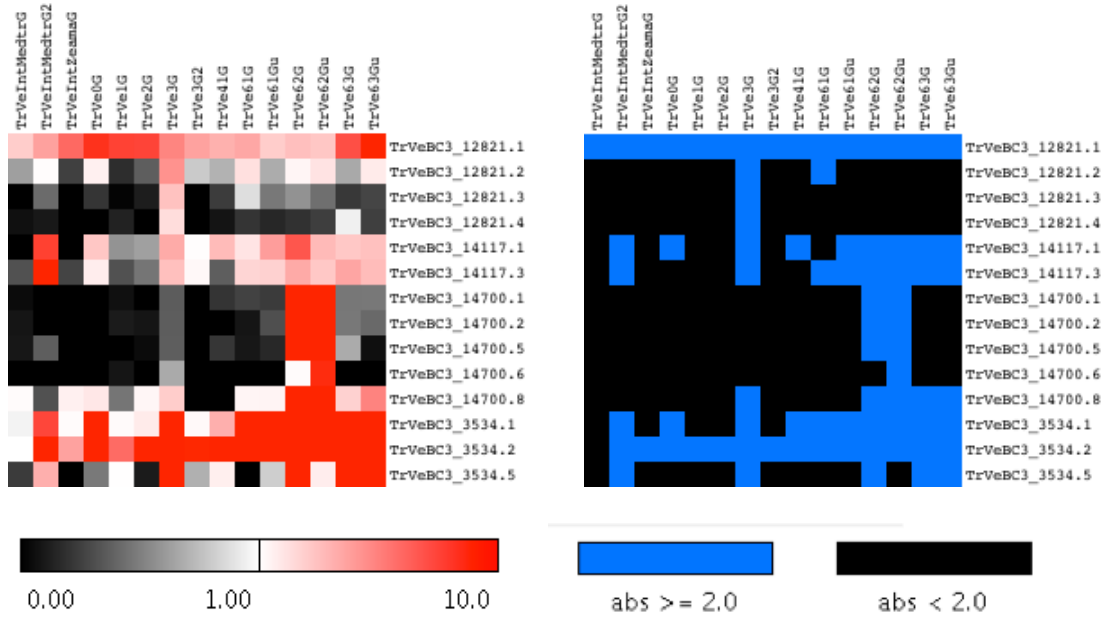 TrVeIntMedtrG
TrVeIntMedtrG2
TrVeIntZeamaG
TrVe0G
TrVe1G
TrVe2G
TrVe3G
TrVe3G2
TrVe41G
TrVe61G
TrVe61Gu
TrVe62G
TrVe62Gu
TrVe63G
TrVe63Gu
TrVeBC3_12821.1
TrVeBC3_12821.2
TrVeBC3_12821.3
TrVeBC3_12821.4
TrVeBC3_14117.1
TrVeBC3_14117.3
TrVeBC3_14700.1
TrVeBC3_14700.2
TrVeBC3_14700.5
TrVeBC3_14700.6
TrVeBC3_14700.8
TrVeBC3_3534.1
TrVeBC3_3534.2
TrVeBC3_3534.5
0.00
1.00
10.0
TrVeIntMedtrG
TrVeIntMedtrG2
TrVeIntZeamaG
TrVe0G
TrVe1G
TrVe2G
TrVe3G
TrVe3G2
TrVe41G
TrVe61G
TrVe61Gu
TrVe62G
TrVe62Gu
TrVe63G
TrVe63Gu
TrVeBC3_12821.1
TrVeBC3_12821.2
TrVeBC3_12821.3
TrVeBC3_12821.4
TrVeBC3_14117.1
TrVeBC3_14117.3
TrVeBC3_14700.1
TrVeBC3_14700.2
TrVeBC3_14700.5
TrVeBC3_14700.6
TrVeBC3_14700.8
TrVeBC3_3534.1
TrVeBC3_3534.2
TrVeBC3_3534.5
abs >= 2.0
abs < 2.0